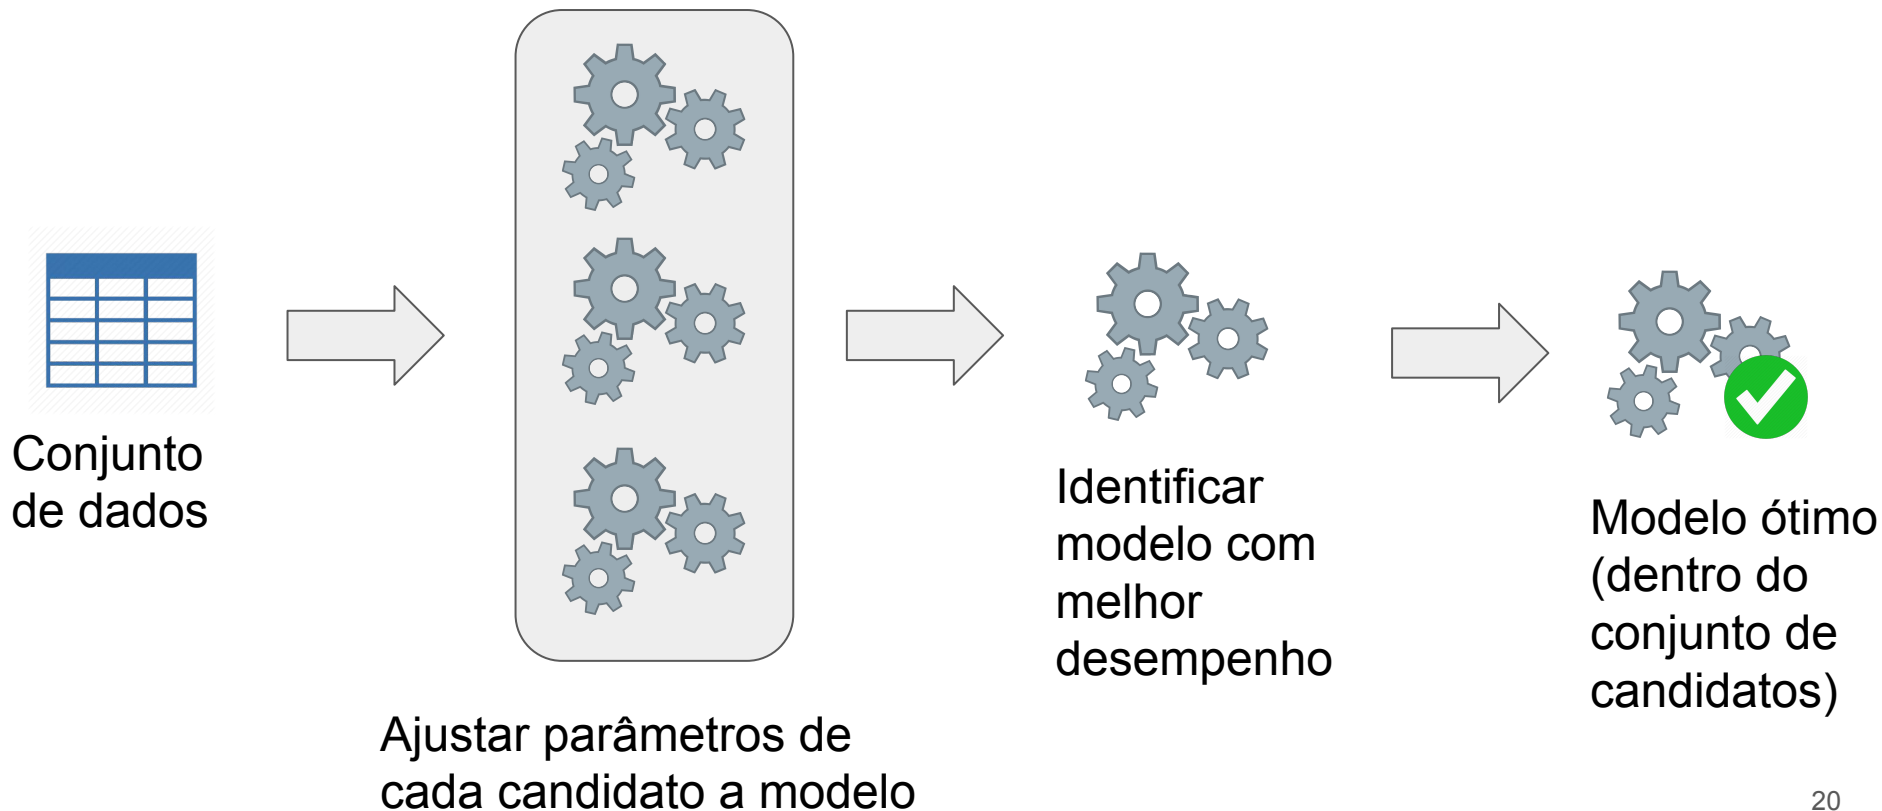 Conjunto
de dados
Ajustar parâmetros de
cada candidato a modelo
Identificar
modelo com
melhor
desempenho
Modelo ótimo
(dentro do
conjunto de
candidatos)
20